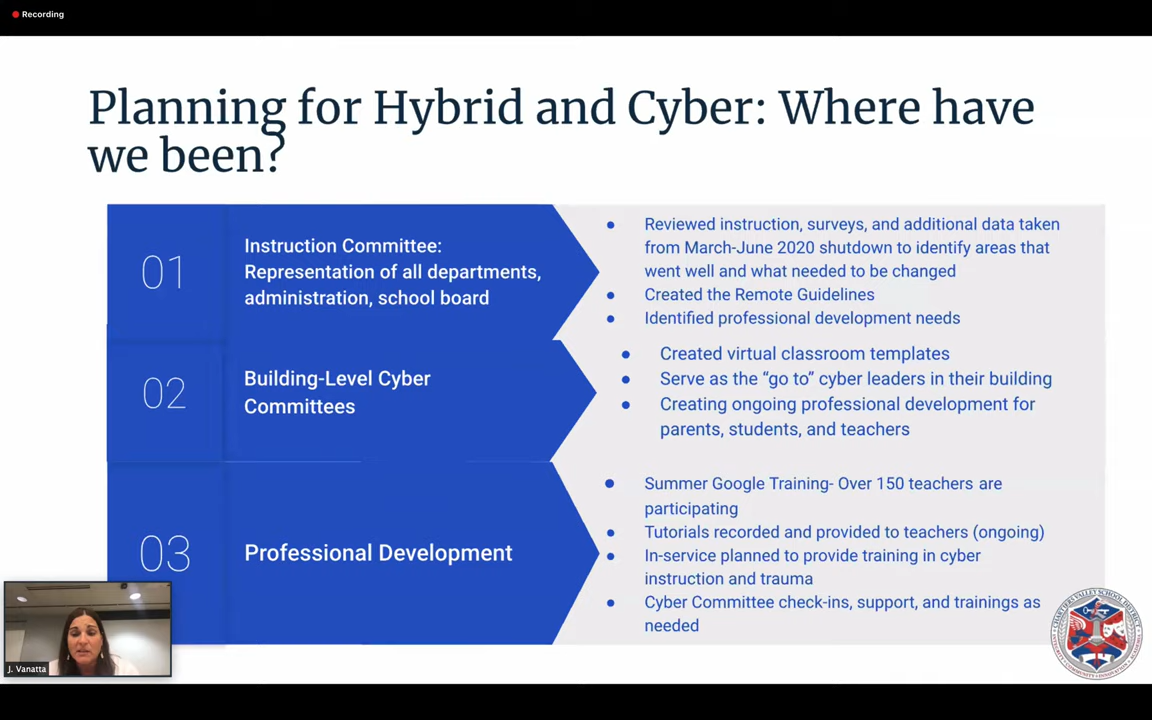 Recording
Planning for Hybrid and Cyber: Where have
we been?
01
Instruction Committee:
Representation of all departments,
administration, school board
● Reviewed instruction, surveys, and additional data taken
from March-June 2020 shutdown to identify areas that
went well and what needed to be changed
● Created the Remote Guidelines
● Identified professional development needs
02
Building-Level Cyber
Committees
● Created virtual classroom templates
● Serve as the “go to” cyber leaders in their building
● Creating ongoing professional development for
parents, students, and teachers
03
Professional Development
● Summer Google Training- Over 150 teachers are
participating
● Tutorials recorded and provided to teachers (ongoing)
● In-service planned to provide training in cyber
instruction and trauma
● Cyber Committee check-ins, support, and trainings as
needed
J. Vanatta
CHARTIERS VALLEY SCHOOL DISTRICT